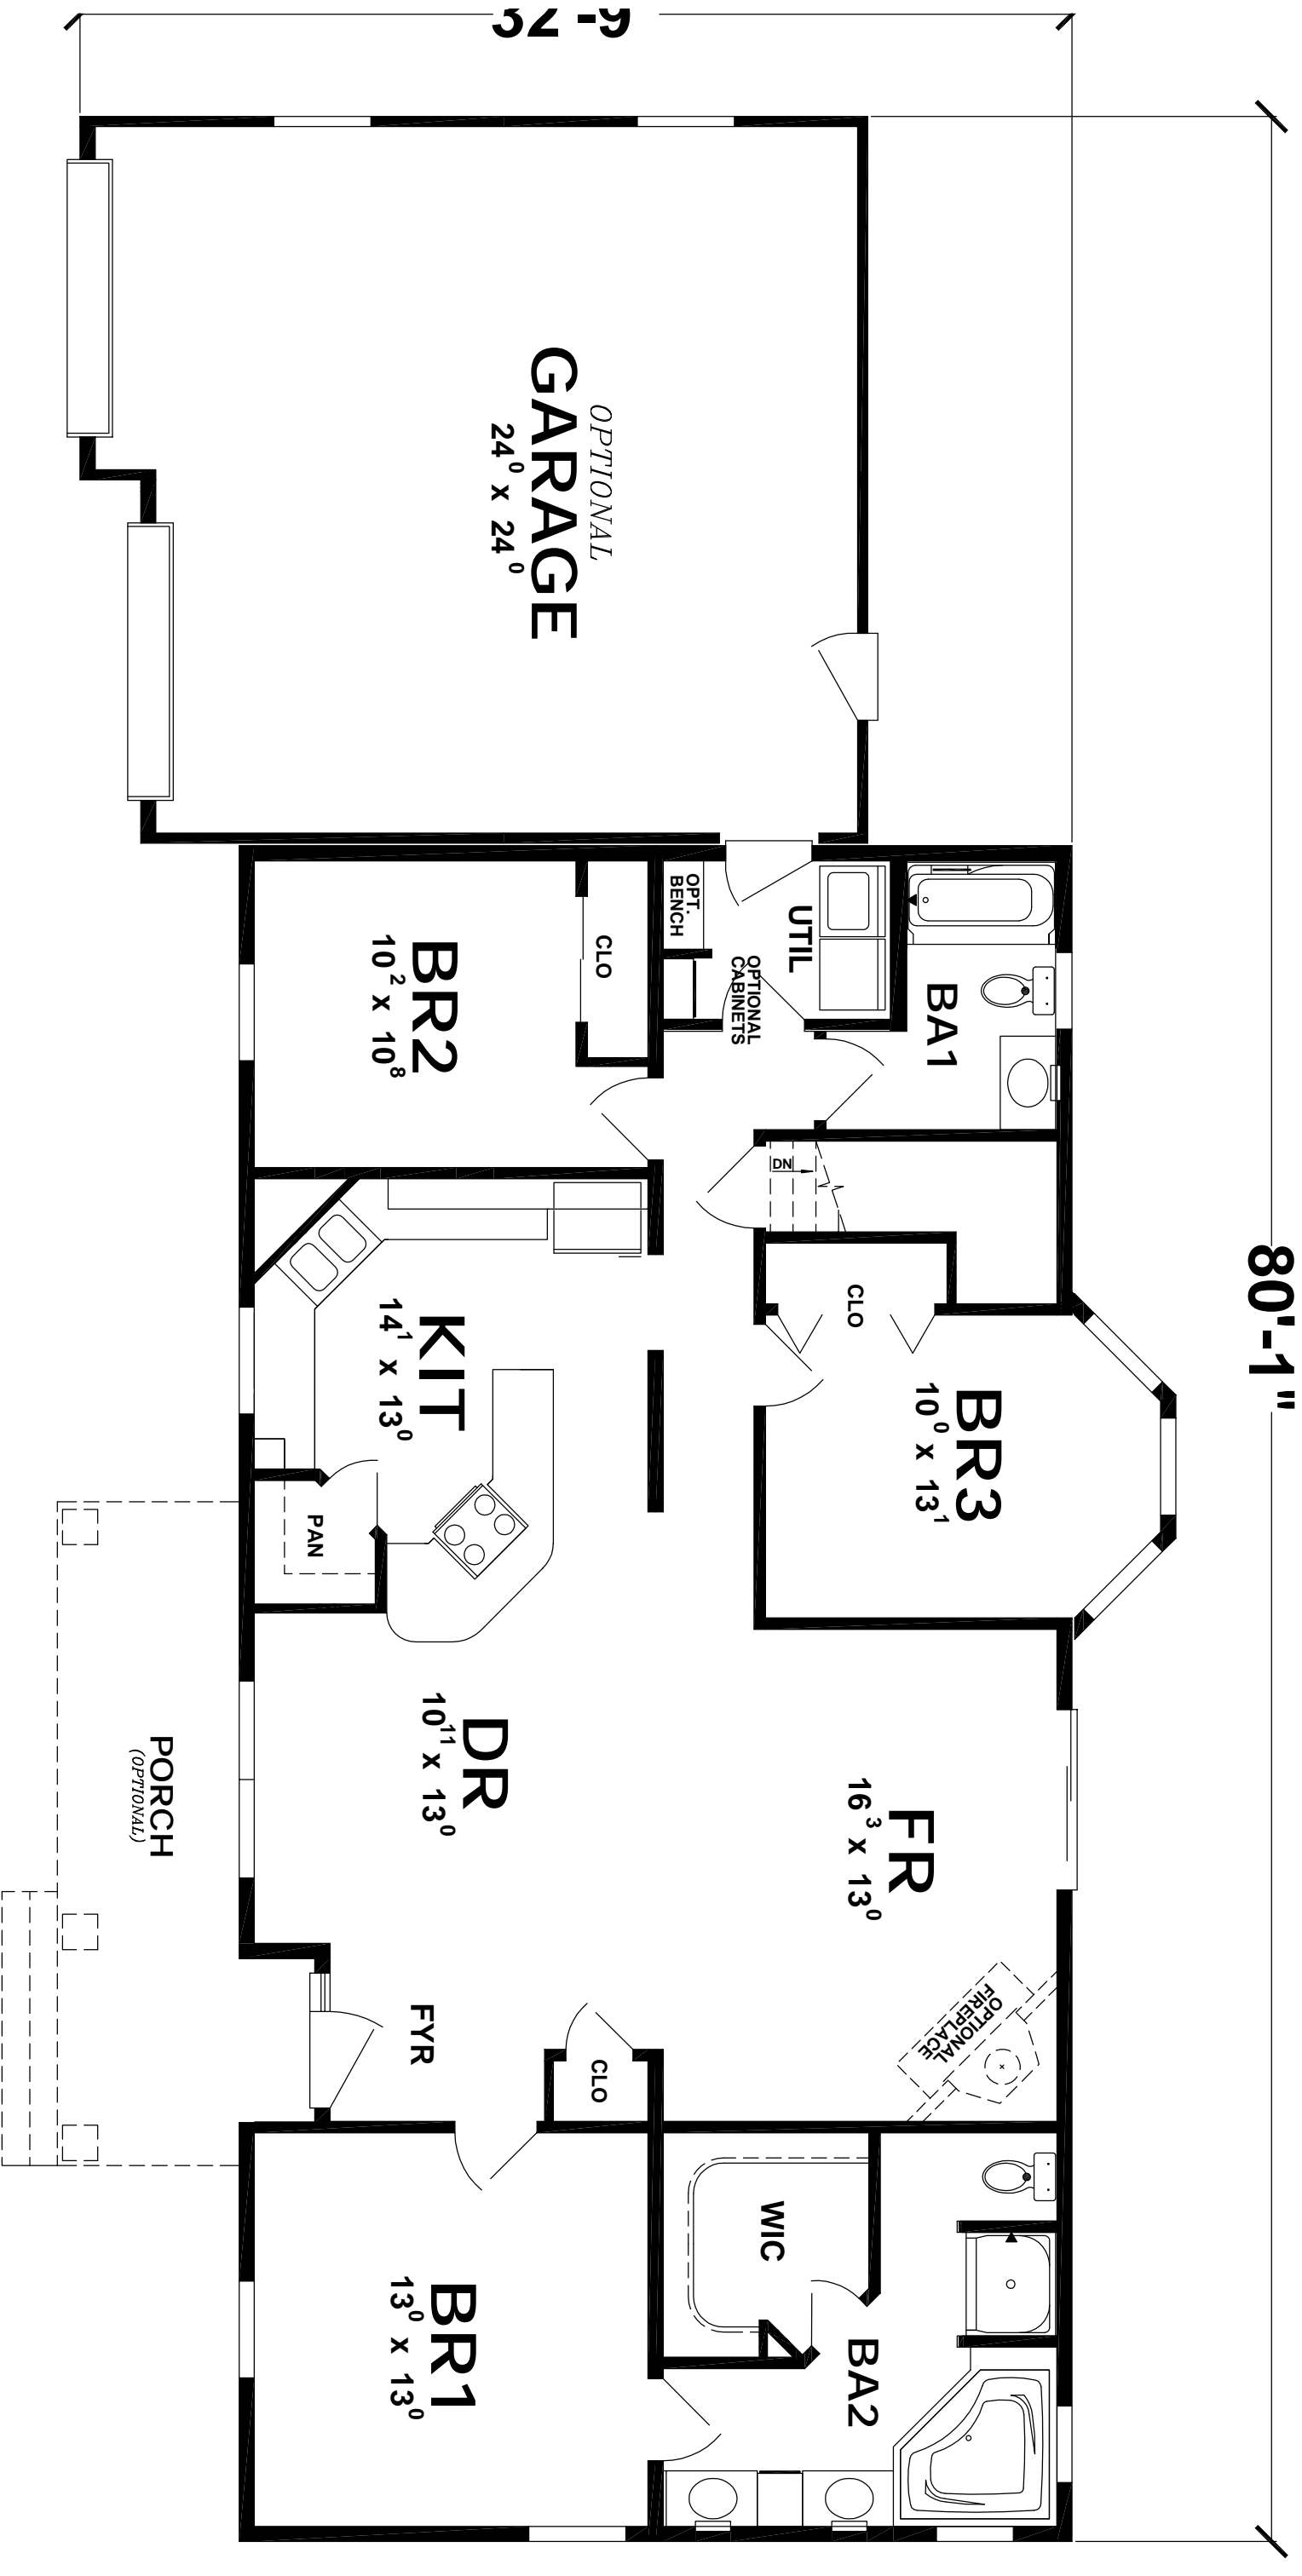 80'-1"
32'-9"
OPTIONAL
GARAGE
24⁰ x 24⁰
BA1
UTIL
OPTIONAL
CABINETS
OPT.
BENCH
CLO
BR2
10² x 10⁸
DN
CLO
BR3
10⁰ x 13¹
KIT
14¹ x 13⁰
PAN
FR
16³ x 13⁰
OPTIONAL
FIREPLACE
DR
10¹¹ x 13⁰
CLO
FYR
PORCH
(OPTIONAL)
BA2
WIC
BR1
13⁰ x 13⁰